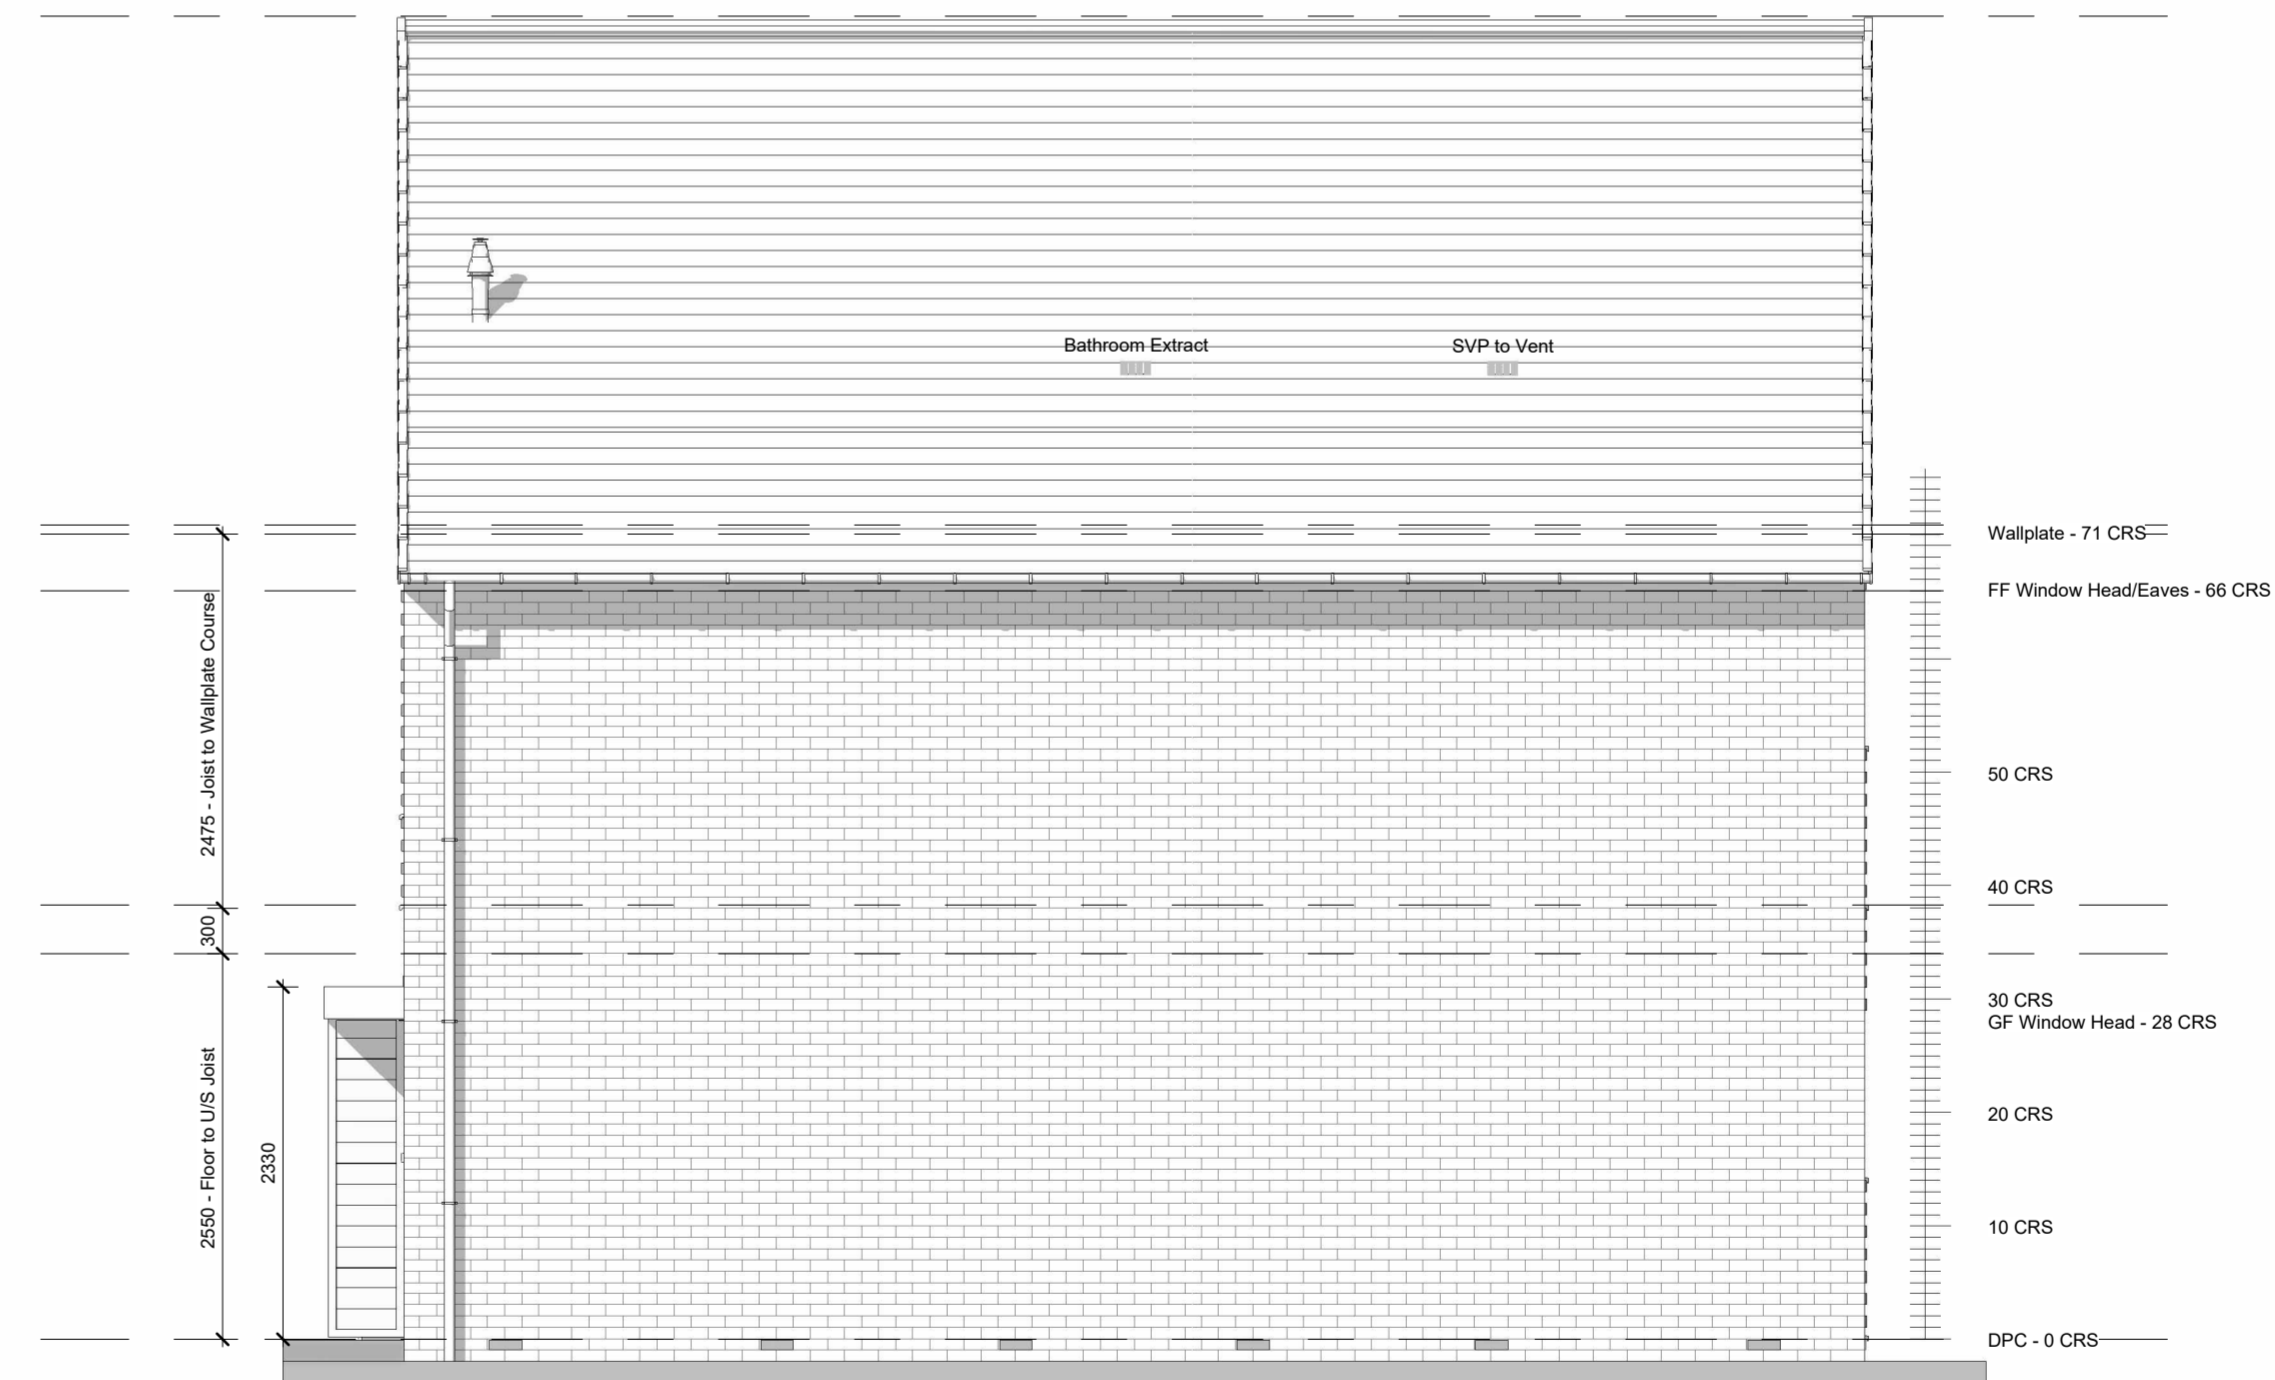 Bathroom Extract
SVP to Vent
Wallplate - 71 CRS
FF Window Head/Eaves - 66 CRS
2475 - Joist to Wallplate Course
50 CRS
40 CRS
300
30 CRS
GF Window Head - 28 CRS
2550 - Floor to U/S Joist
2330
20 CRS
10 CRS
DPC - 0 CRS